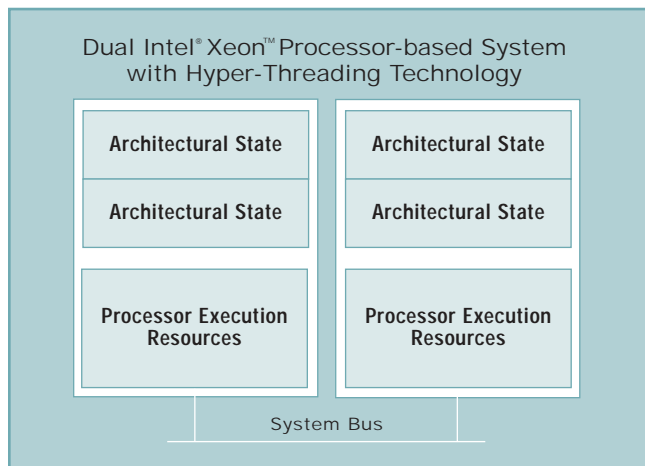 Dual Intel® Xeon™ Processor-based System
with Hyper-Threading Technology
Architectural State
Architectural State
Processor Execution
Resources
Architectural State
Architectural State
Processor Execution
Resources
System Bus